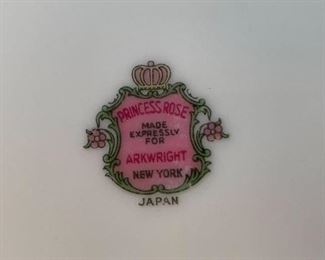 PRINCESS ROSE
MADE
EXPRESSLY
FOR
ARKWRIGHT
NEW YORK
JAPAN